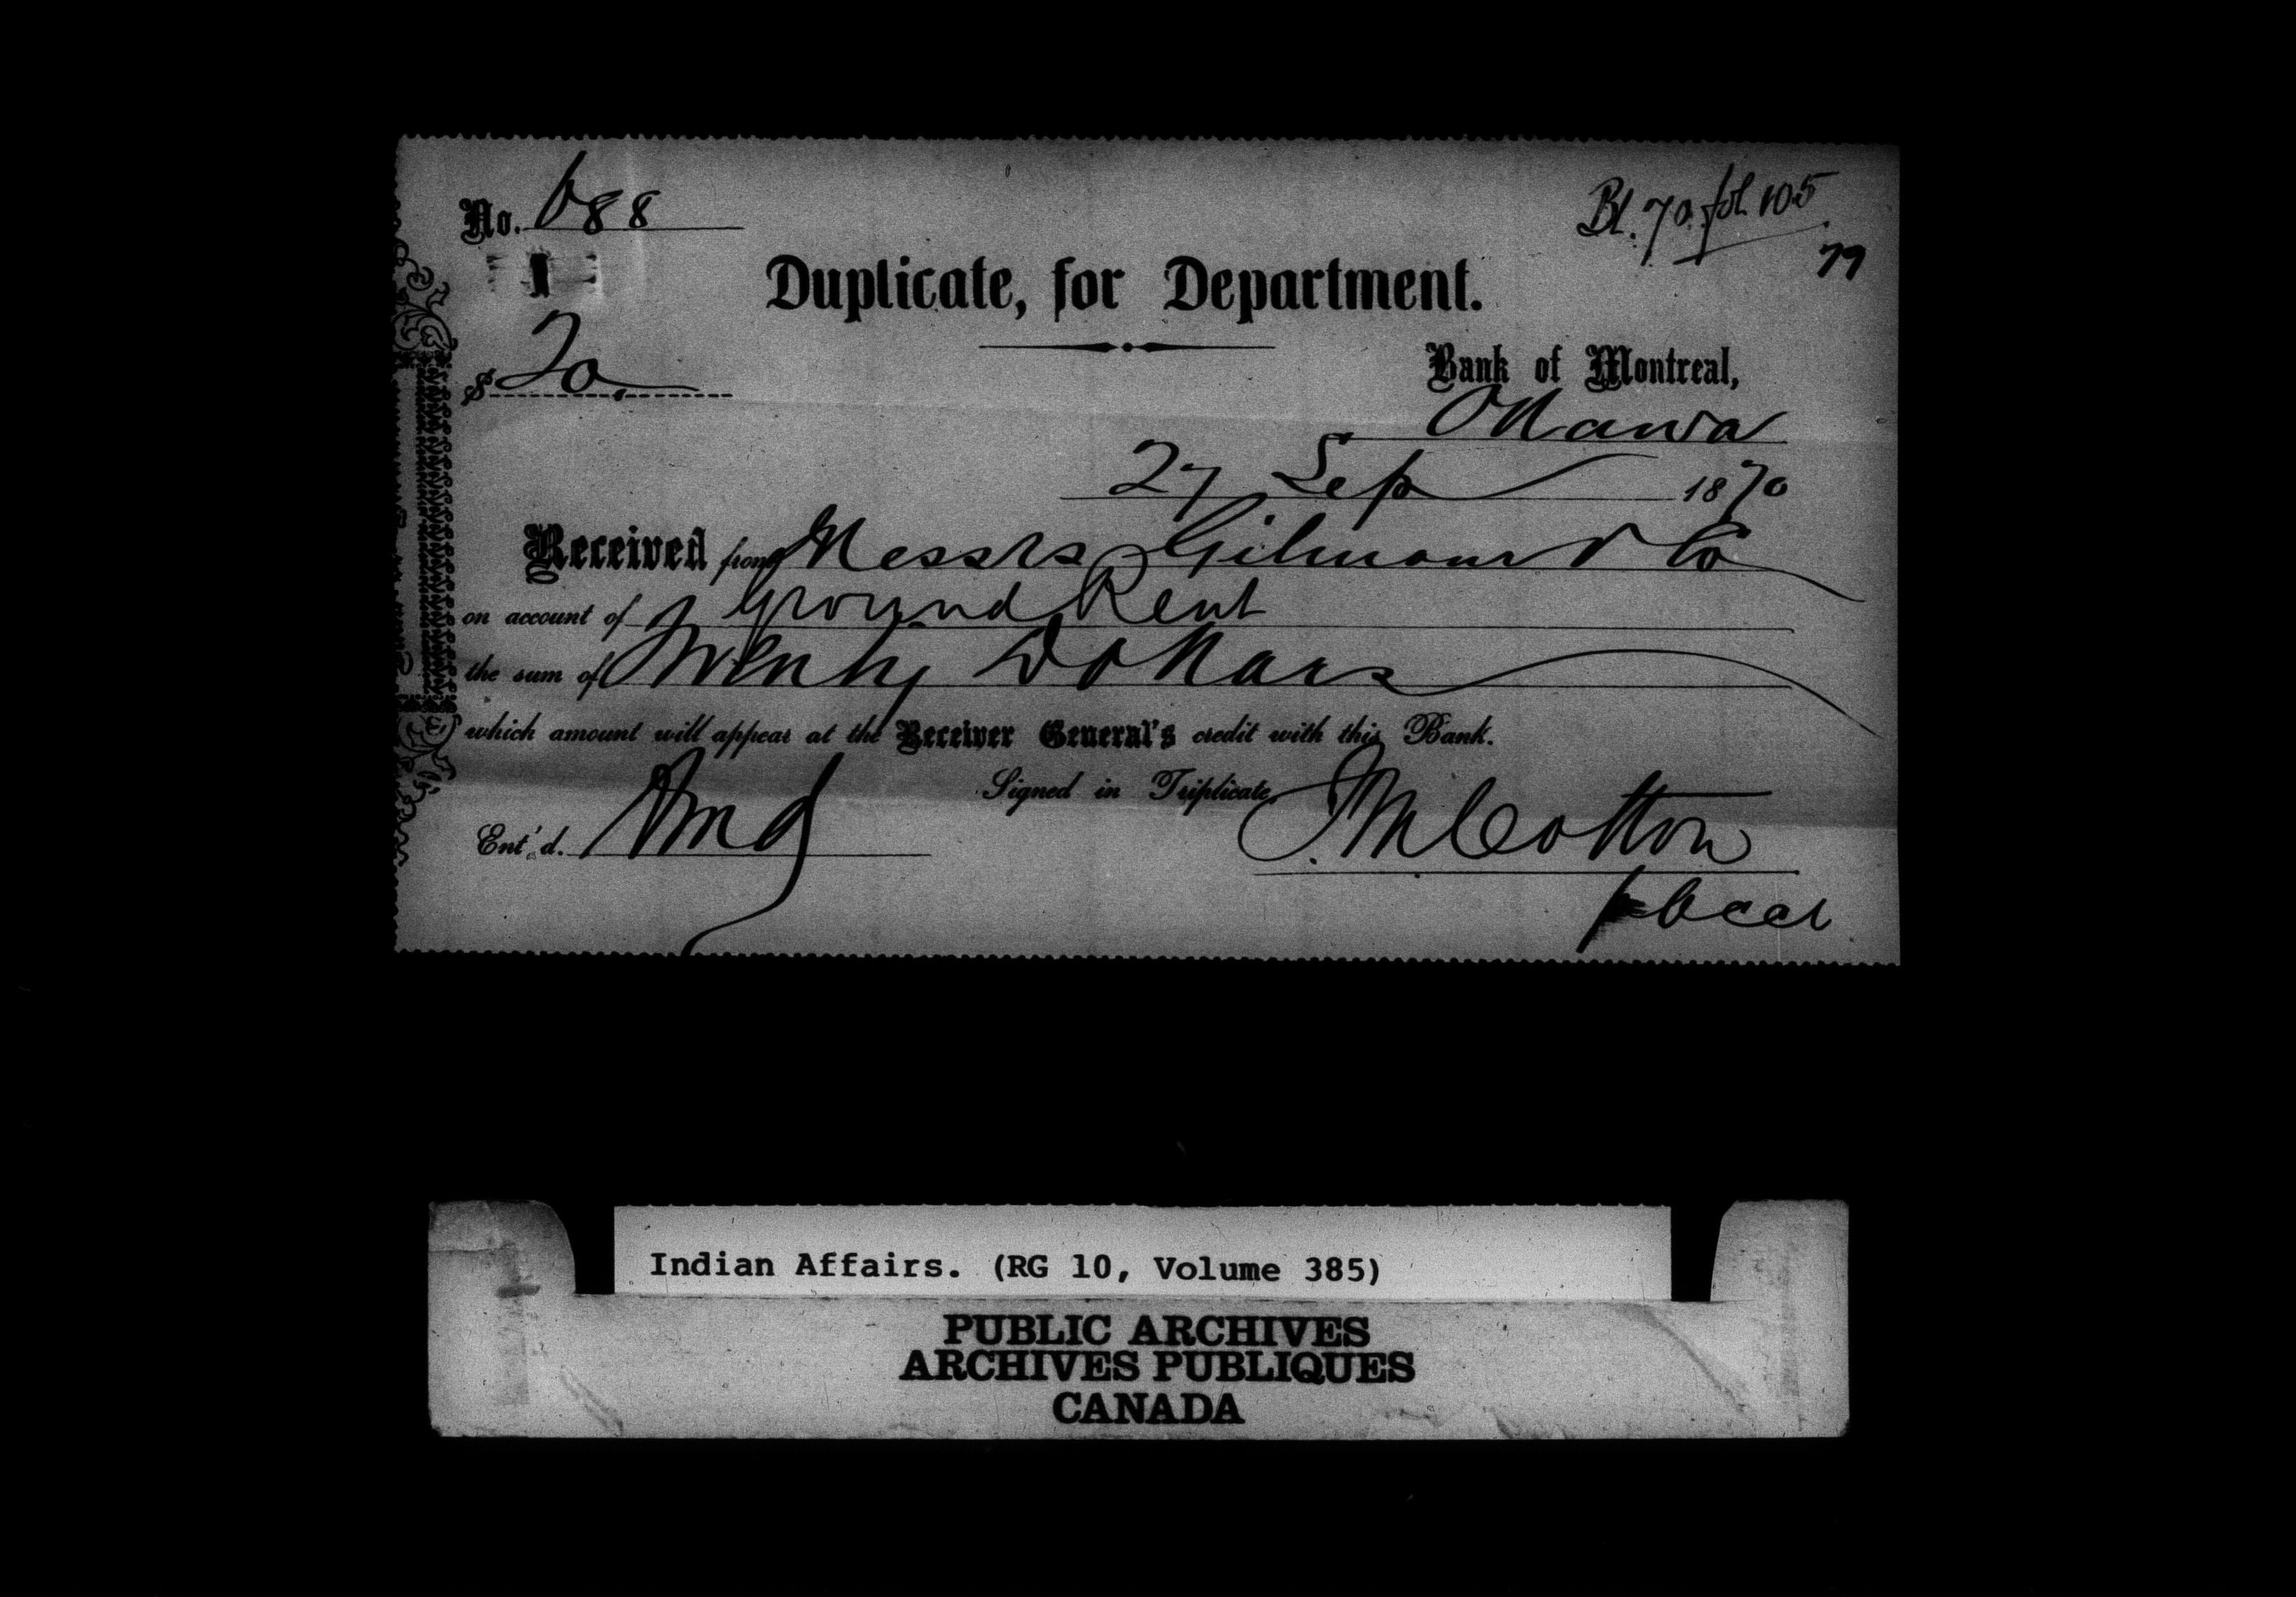 No. 688
Bl. 70. fol. 105
79
Duplicate, for Department.
$ 20.
Bank of Montreal,
Ottawa
27 Sep 1870
Received from Messrs Gilmour & Co
on account of Ground Rent
the sum of Twenty Dollars
which amount will appear at the Receiver General's credit with this Bank.
Signed in Triplicate, J. M. Cotton
Ent'd.
Indian Affairs. (RG 10, Volume 385)
PUBLIC ARCHIVES
ARCHIVES PUBLIQUES
CANADA